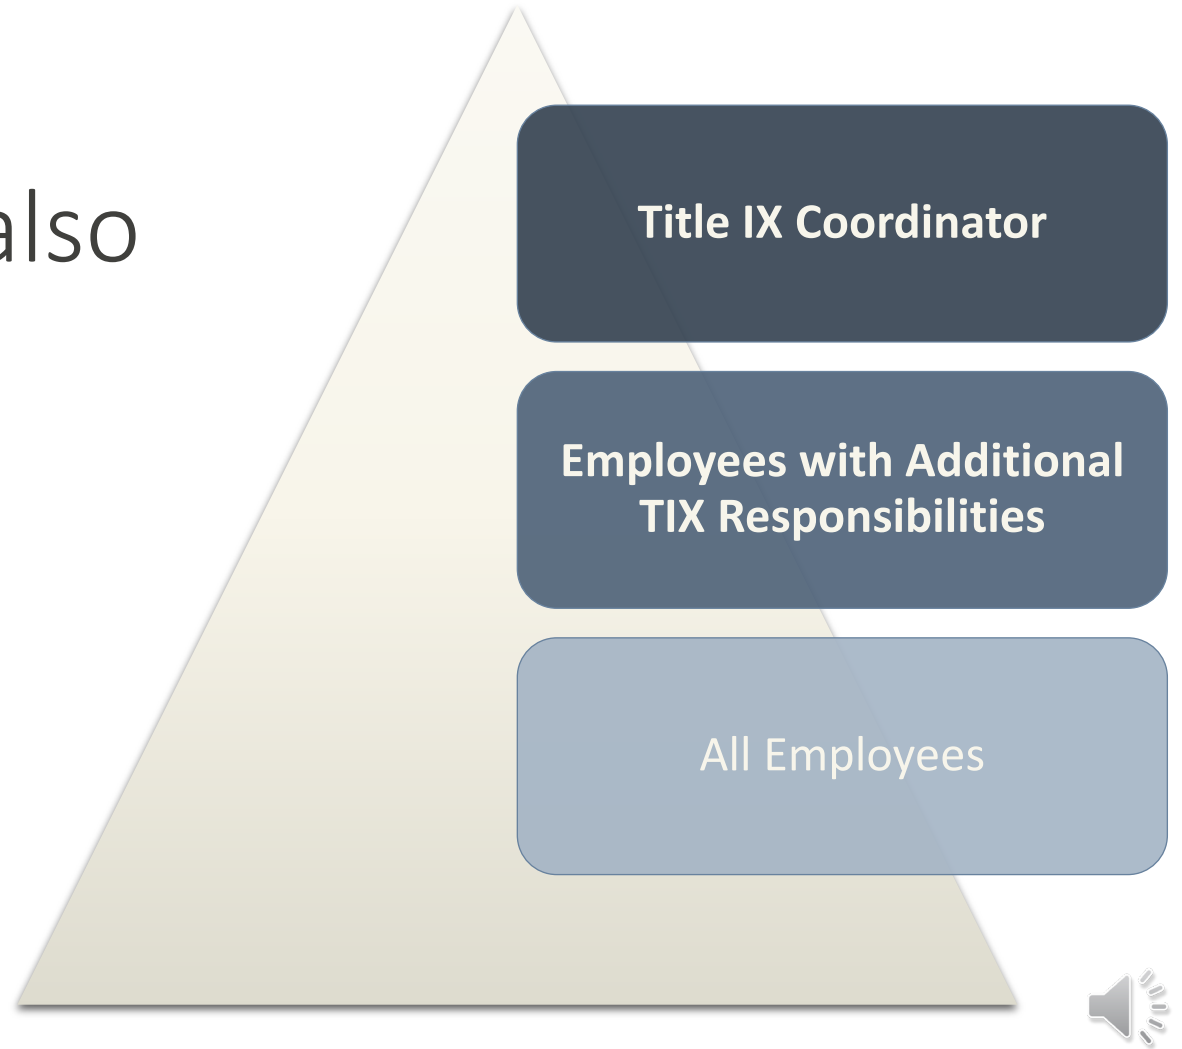 also
Title IX Coordinator
Employees with Additional
TIX Responsibilities
All Employees